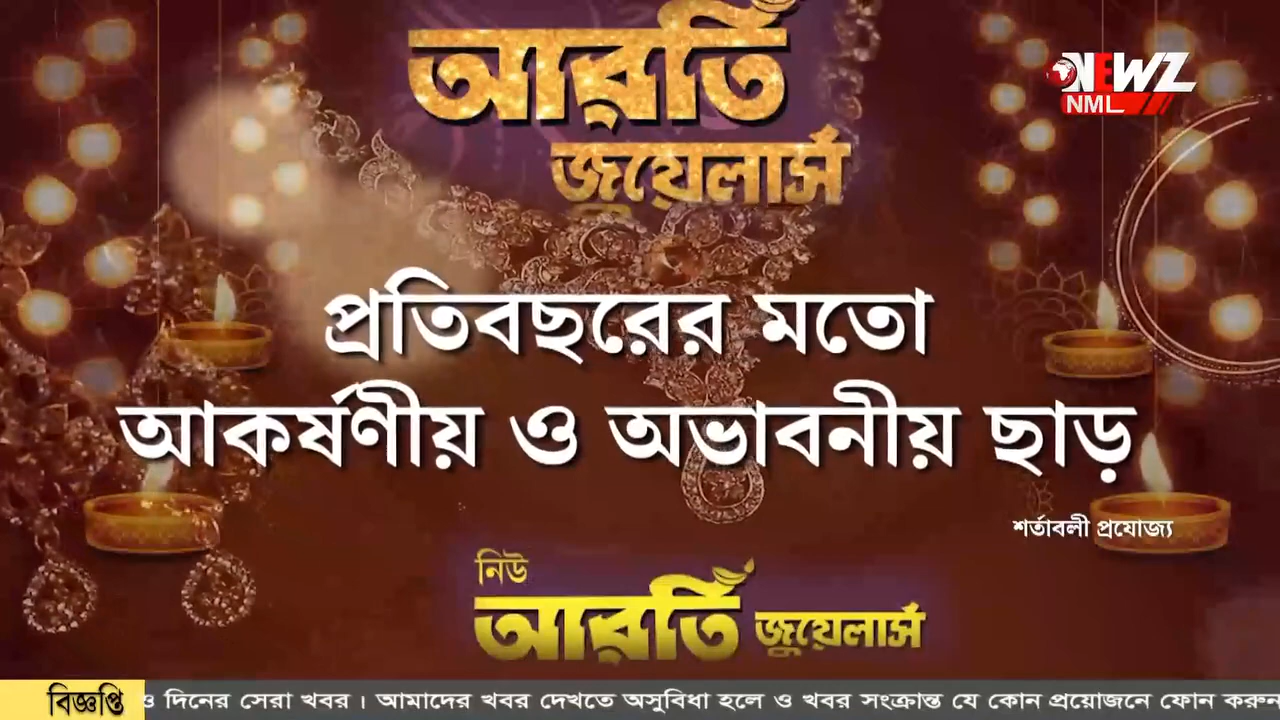 আরতি
জুয়েলার্স
NEWZ
NML
প্রতিবছরের মতো
আকর্ষণীয় ও অভাবনীয় ছাড়
শর্তাবলী প্রযোজ্য
নিউ
আরতি জুয়েলার্স
বিজ্ঞপ্তি ও দিনের সেরা খবর। আমাদের খবর দেখতে অসুবিধা হলে ও খবর সংক্রান্ত যে কোন প্রয়োজনে ফোন করুন